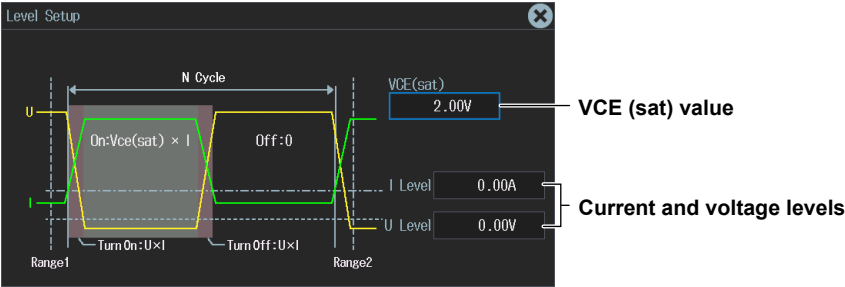 Level Setup
N Cycle
VCE(sat)
2.00V
VCE (sat) value
U
On:Vce(sat) × I
Off:0
I Level
0.00A
I
Current and voltage levels
U Level
0.00V
Turn On:U×I
Turn Off:U×I
Range1
Range2